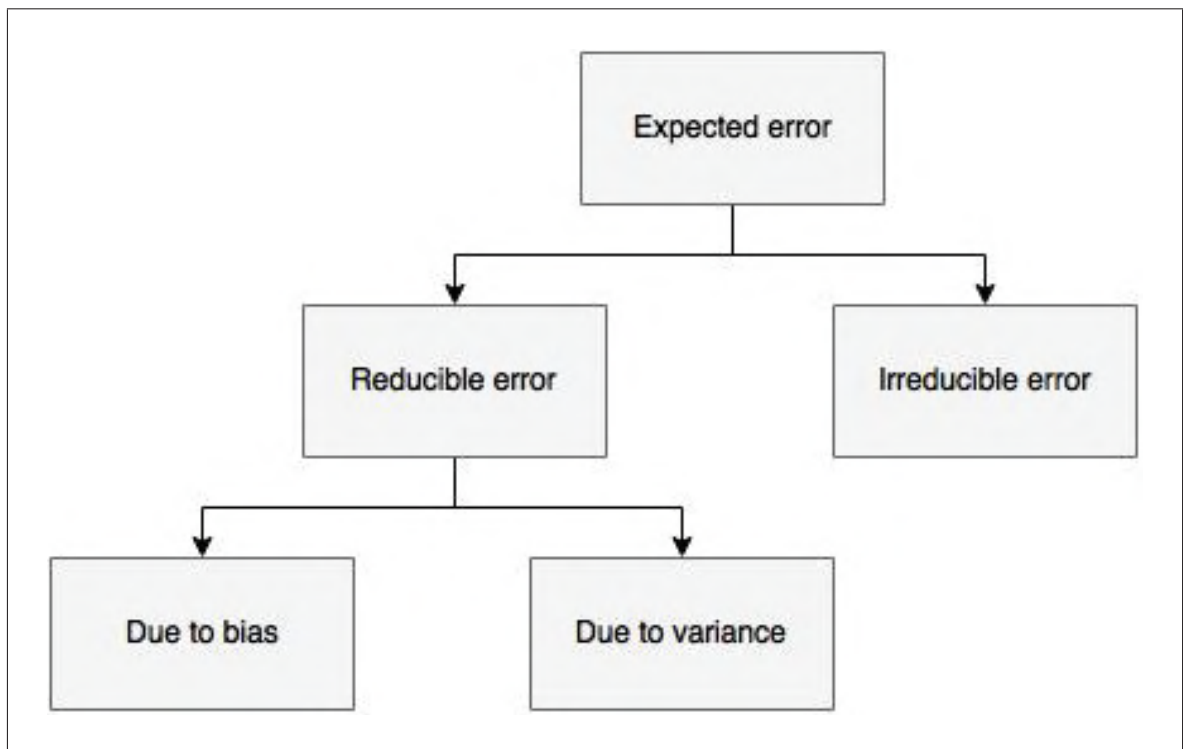 Expected error
Reducible error
Irreducible error
Due to bias
Due to variance